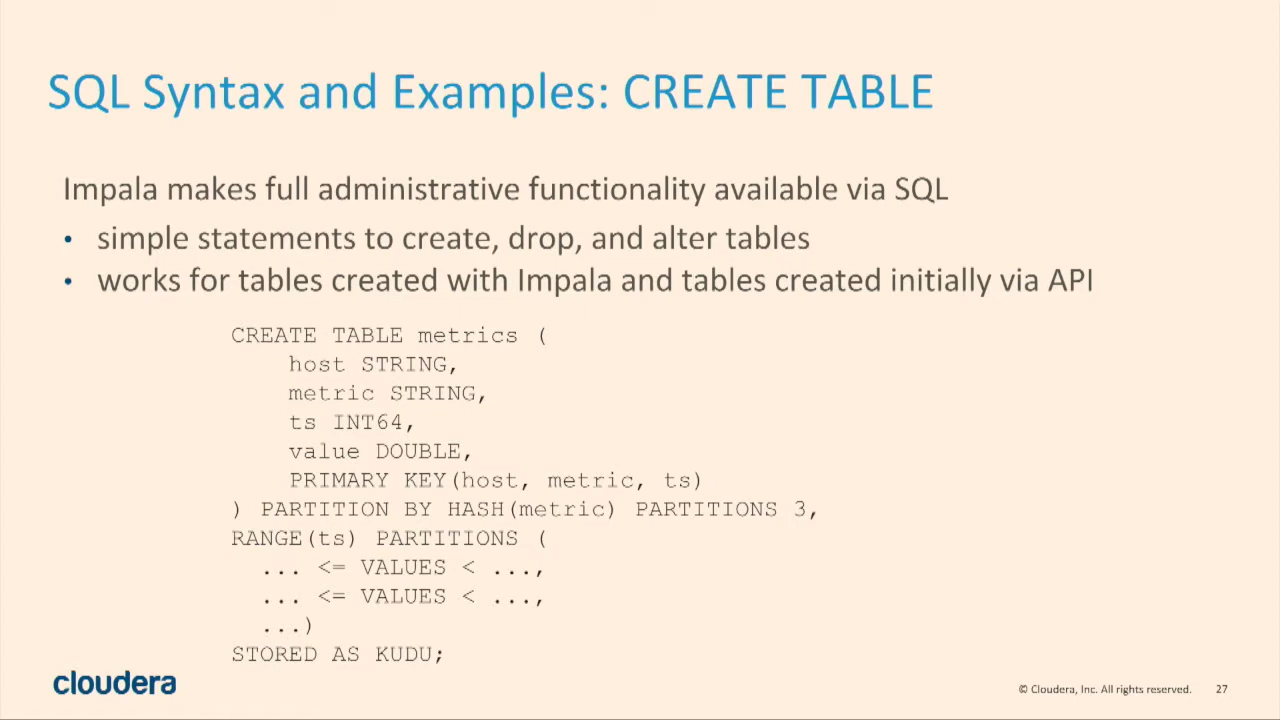 SQL Syntax and Examples: CREATE TABLE
Impala makes full administrative functionality available via SQL
• simple statements to create, drop, and alter tables
• works for tables created with Impala and tables created initially via API
CREATE TABLE metrics (
    host STRING,
    metric STRING,
    ts INT64,
    value DOUBLE,
    PRIMARY KEY(host, metric, ts)
) PARTITION BY HASH(metric) PARTITIONS 3,
RANGE(ts) PARTITIONS (
  ... <= VALUES < ...,
  ... <= VALUES < ...,
  ...)
STORED AS KUDU;
cloudera
© Cloudera, Inc. All rights reserved. 27